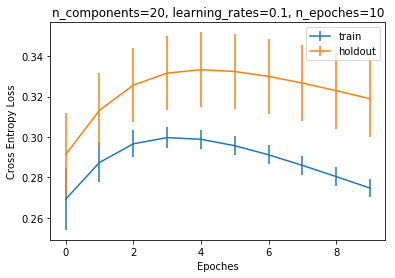 n_components=20, learning_rates=0.1, n_epoches=10
train
holdout
Cross Entropy Loss
0.34
0.32
0.30
0.28
0.26
0 2 4 6 8
Epoches